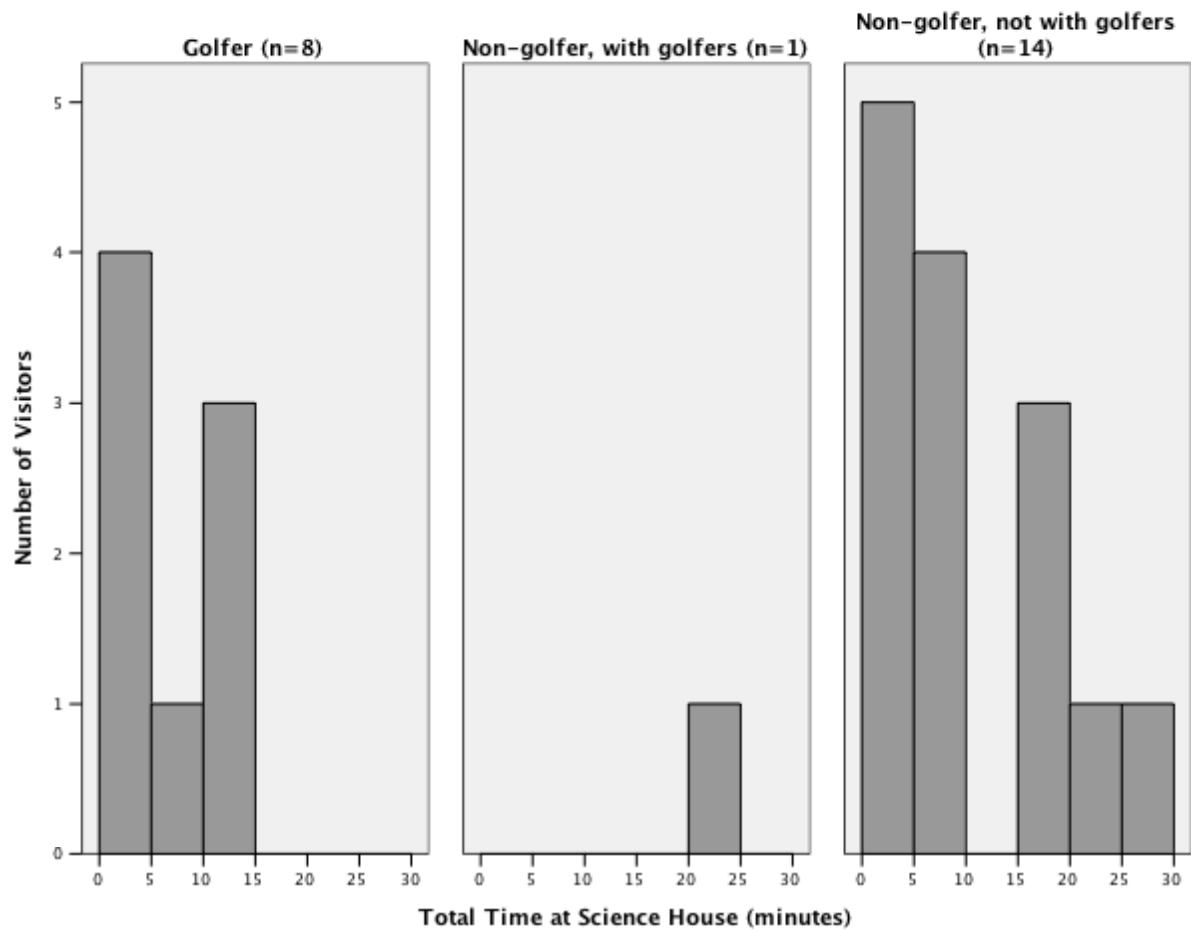 Golfer (n=8)
Non-golfer, with golfers (n=1)
Non-golfer, not with golfers
(n=14)
Number of Visitors
5
4
3
2
1
0
0 5 10 15 20 25 30
0 5 10 15 20 25 30
0 5 10 15 20 25 30
Total Time at Science House (minutes)